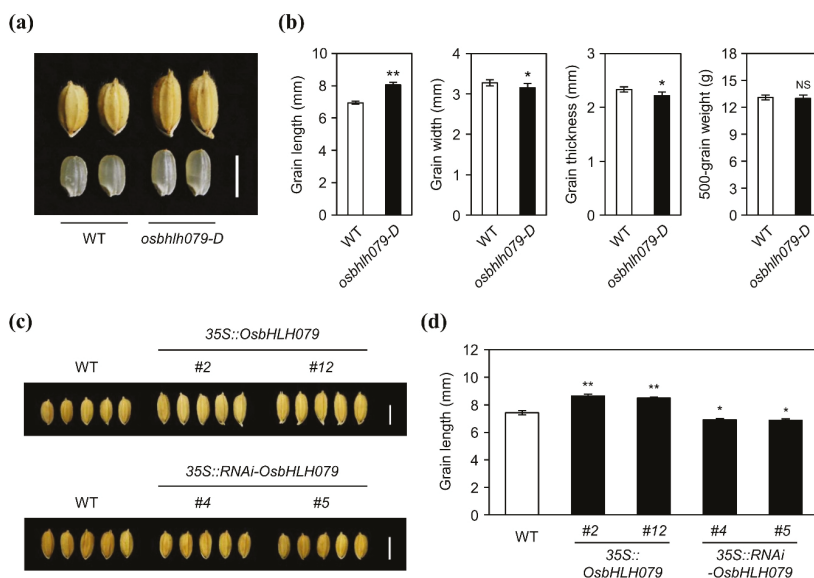 (a)
WT
osbhlh079-D
(b)
Grain length (mm)
10
8
6
4
2
0
**
WT
osbhlh079-D
Grain width (mm)
4
3
2
1
0
*
WT
osbhlh079-D
Grain thickness (mm)
3
2
1
0
*
WT
osbhlh079-D
500-grain weight (g)
18
15
12
9
6
3
0
NS
WT
osbhlh079-D
(c)
35S::OsbHLH079
WT
#2
#12
35S::RNAi-OsbHLH079
WT
#4
#5
(d)
Grain length (mm)
12
10
8
6
4
2
0
**
**
*
*
WT
#2
#12
#4
#5
35S::
OsbHLH079
35S::RNAi
-OsbHLH079